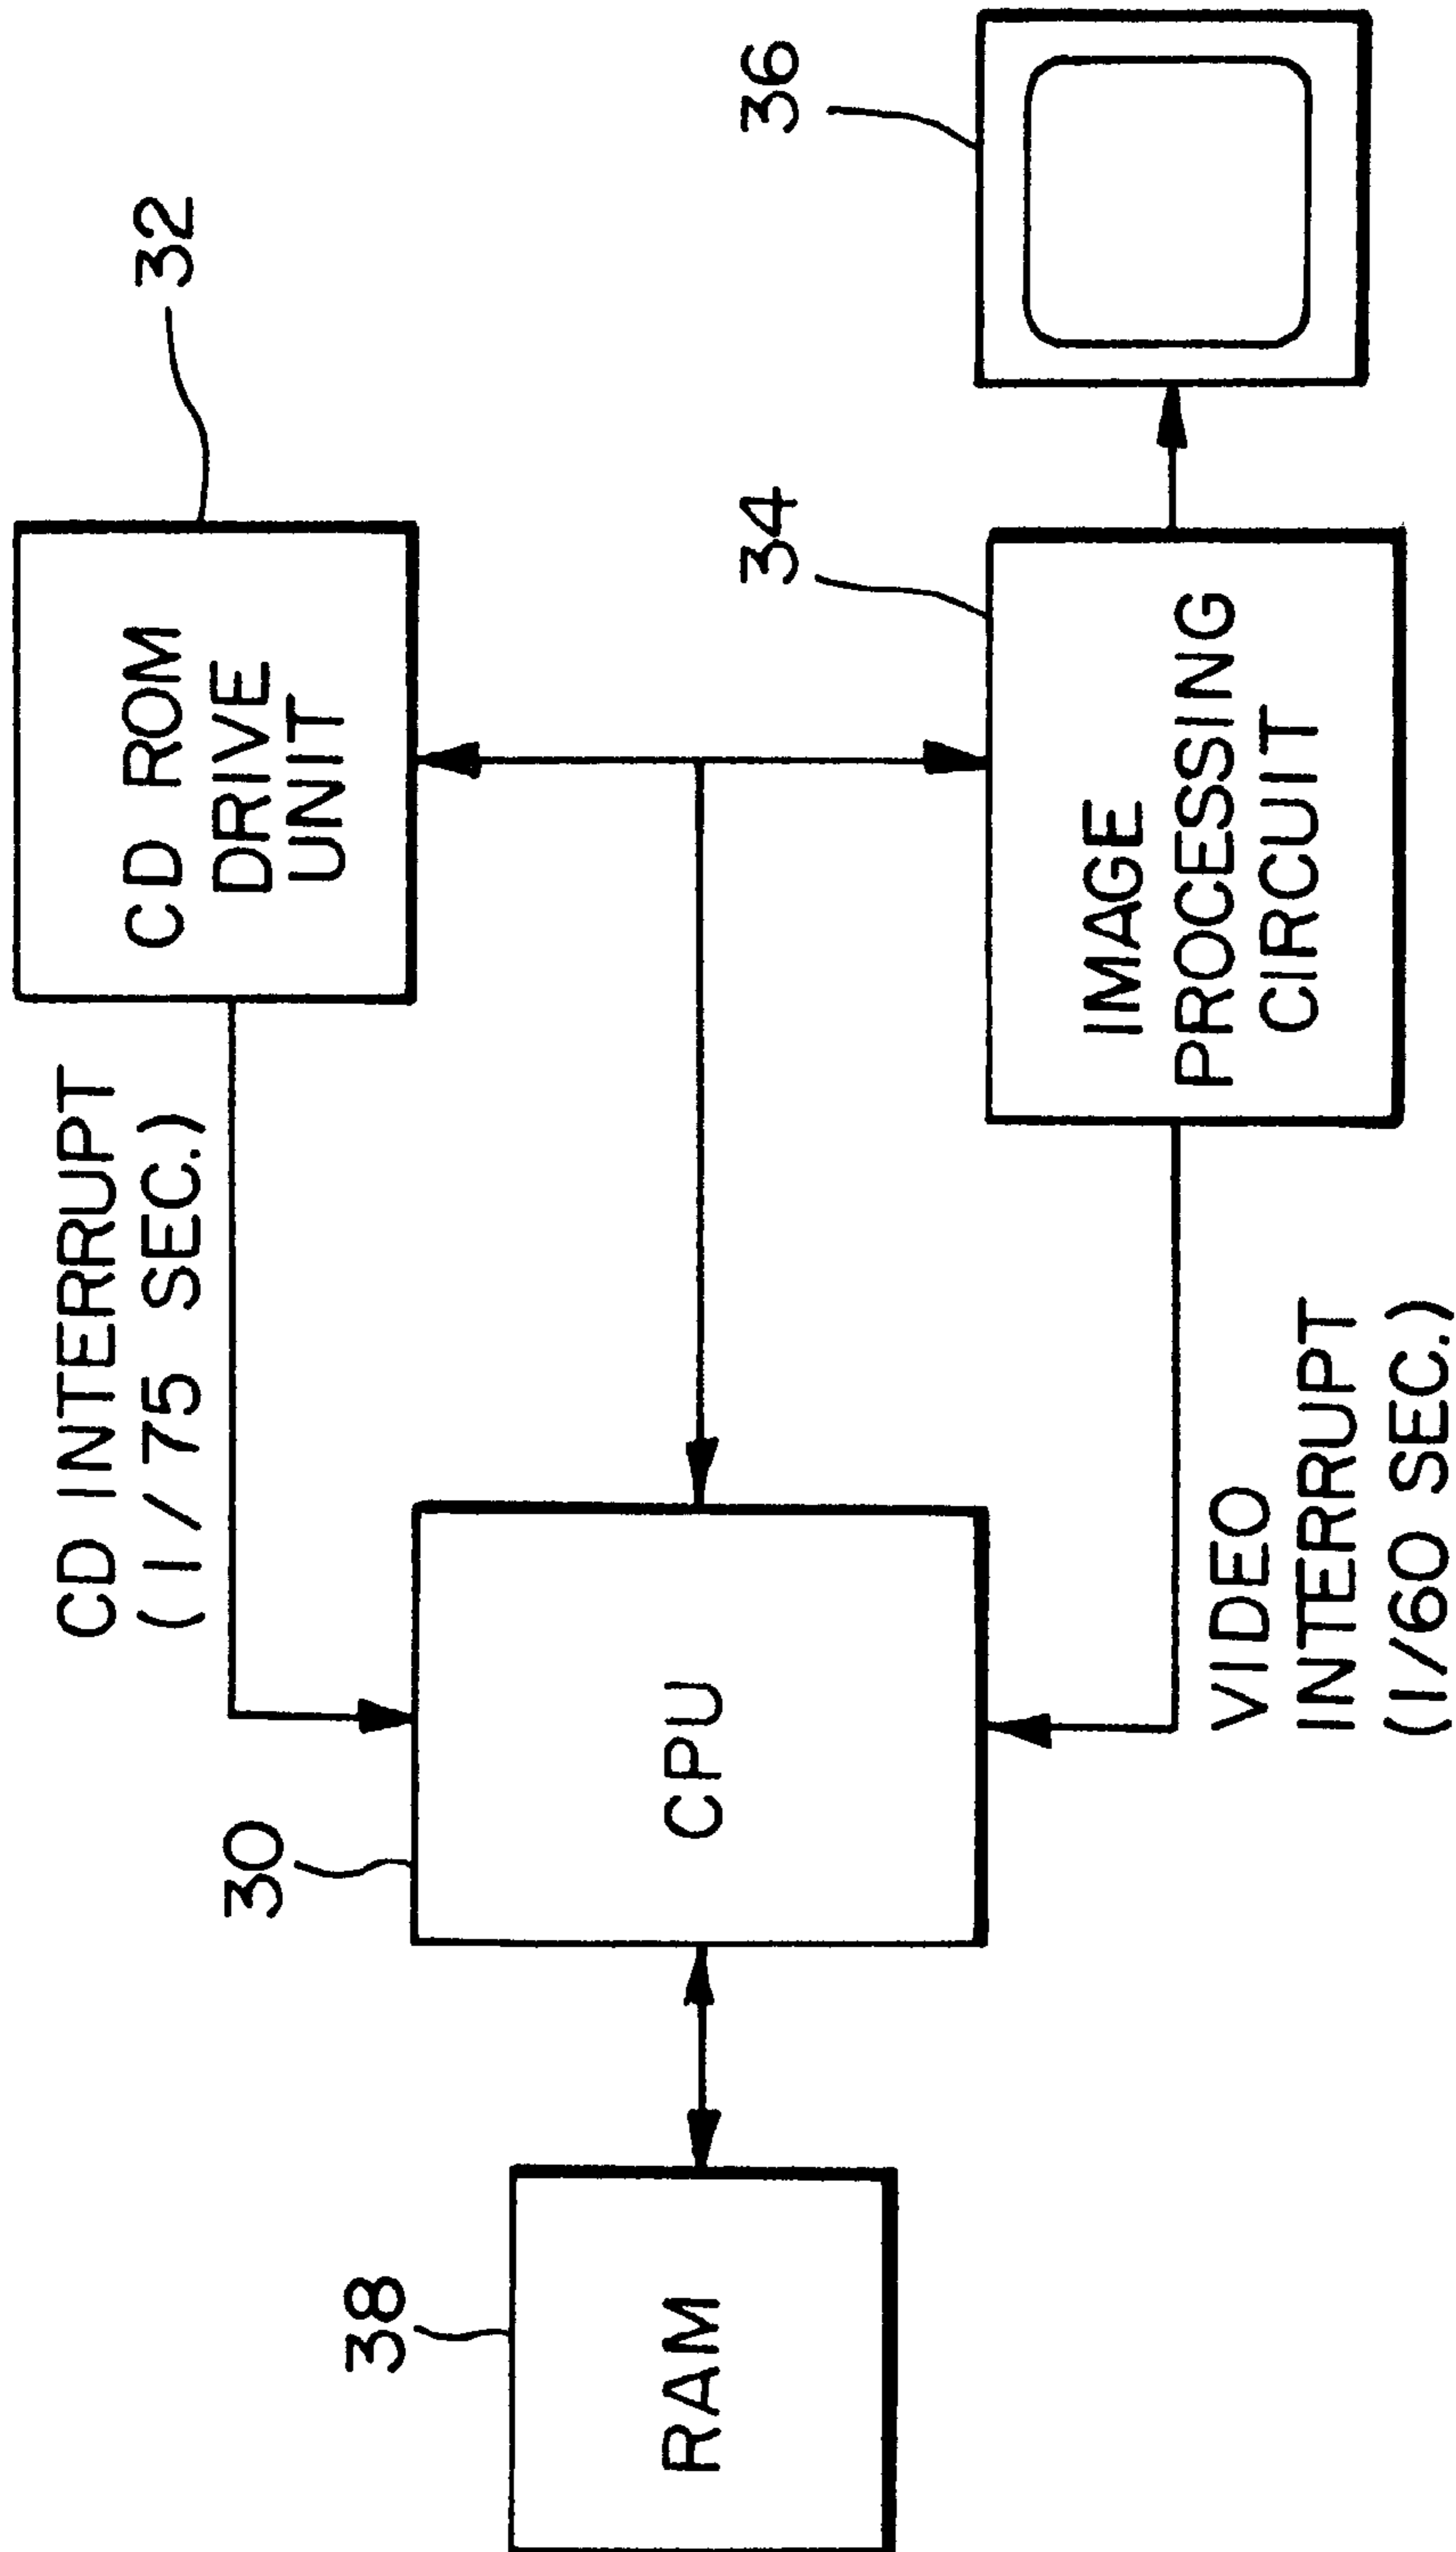 CD INTERRUPT
(1/75 SEC.)
32
CD ROM
DRIVE
UNIT
30
CPU
38
RAM
34
36
IMAGE
PROCESSING
CIRCUIT
VIDEO
INTERRUPT
(1/60 SEC.)